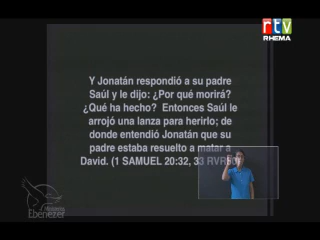 rtv
RHEMA
Y Jonatán respondió a su padre
Saúl y le dijo: ¿Por qué morirá?
¿Qué ha hecho? Entonces Saúl le
arrojó una lanza para herirlo; de
donde entendió Jonatán que su
padre estaba resuelto a matar a
David. (1 SAMUEL 20:32, 33
Ministerios
Ebenezer